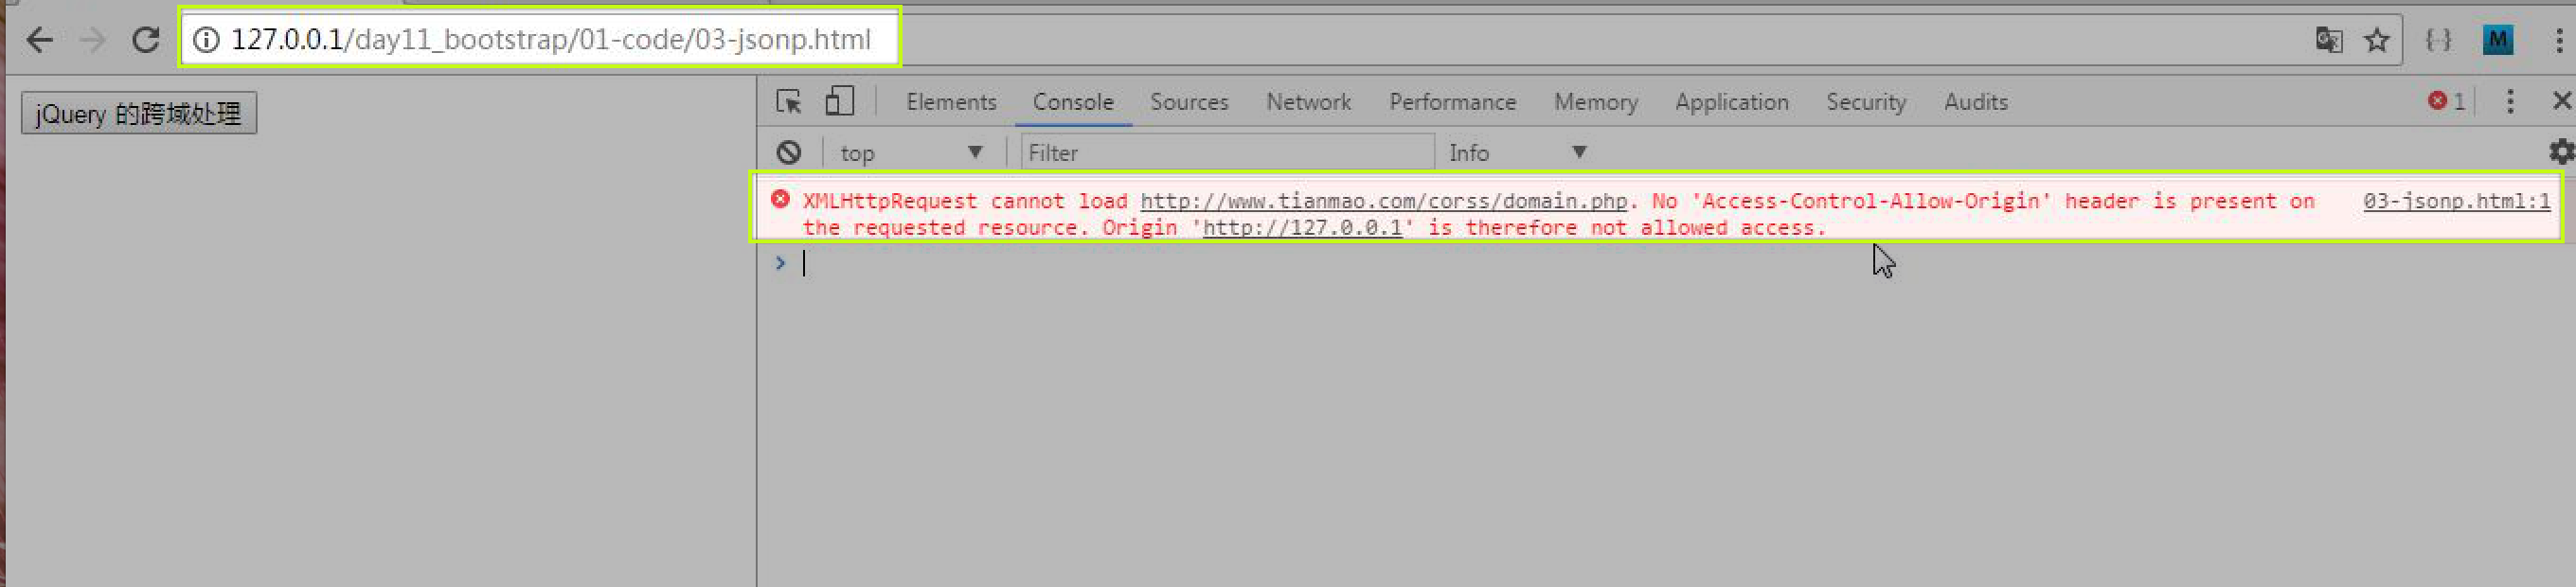 127.0.0.1/day11_bootstrap/01-code/03-jsonp.html
M
jQuery 的跨域处理
Elements Console Sources Network Performance Memory Application Security Audits 1
top Filter Info
XMLHttpRequest cannot load http://www.tianmao.com/corss/domain.php. No 'Access-Control-Allow-Origin' header is present on 03-jsonp.html:1
the requested resource. Origin 'http://127.0.0.1' is therefore not allowed access.